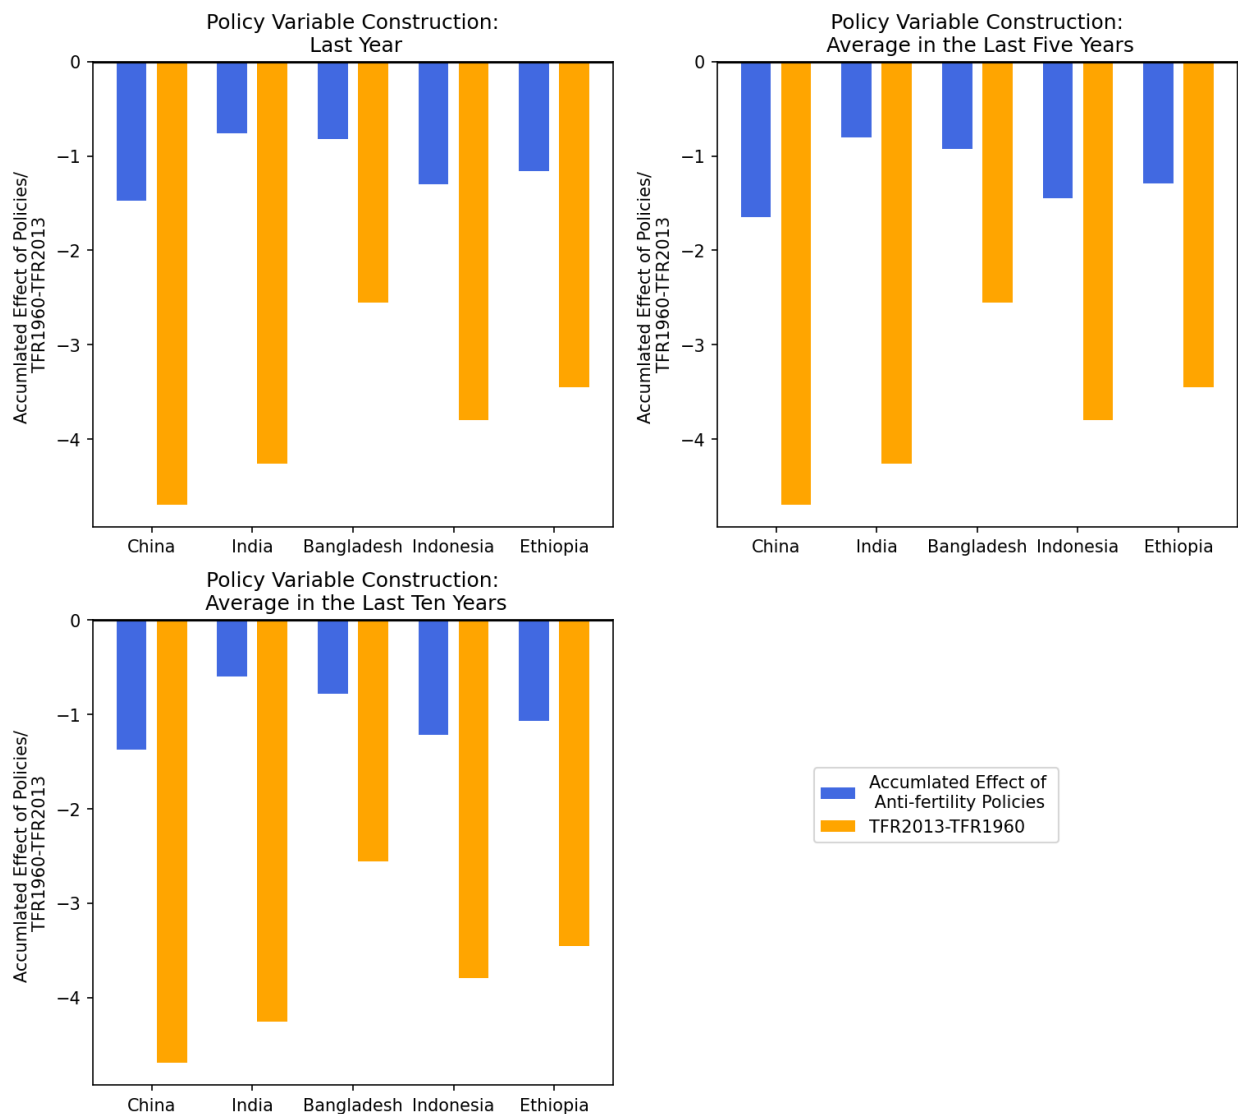 Policy Variable Construction:
Last Year
Accumlated Effect of Policies/
TFR1960-TFR2013
0
−1
−2
−3
−4
China India Bangladesh Indonesia Ethiopia
Policy Variable Construction:
Average in the Last Five Years
Accumlated Effect of Policies/
TFR1960-TFR2013
0
−1
−2
−3
−4
China India Bangladesh Indonesia Ethiopia
Policy Variable Construction:
Average in the Last Ten Years
Accumlated Effect of Policies/
TFR1960-TFR2013
0
−1
−2
−3
−4
China India Bangladesh Indonesia Ethiopia
Accumlated Effect of
Anti-fertility Policies
TFR2013-TFR1960